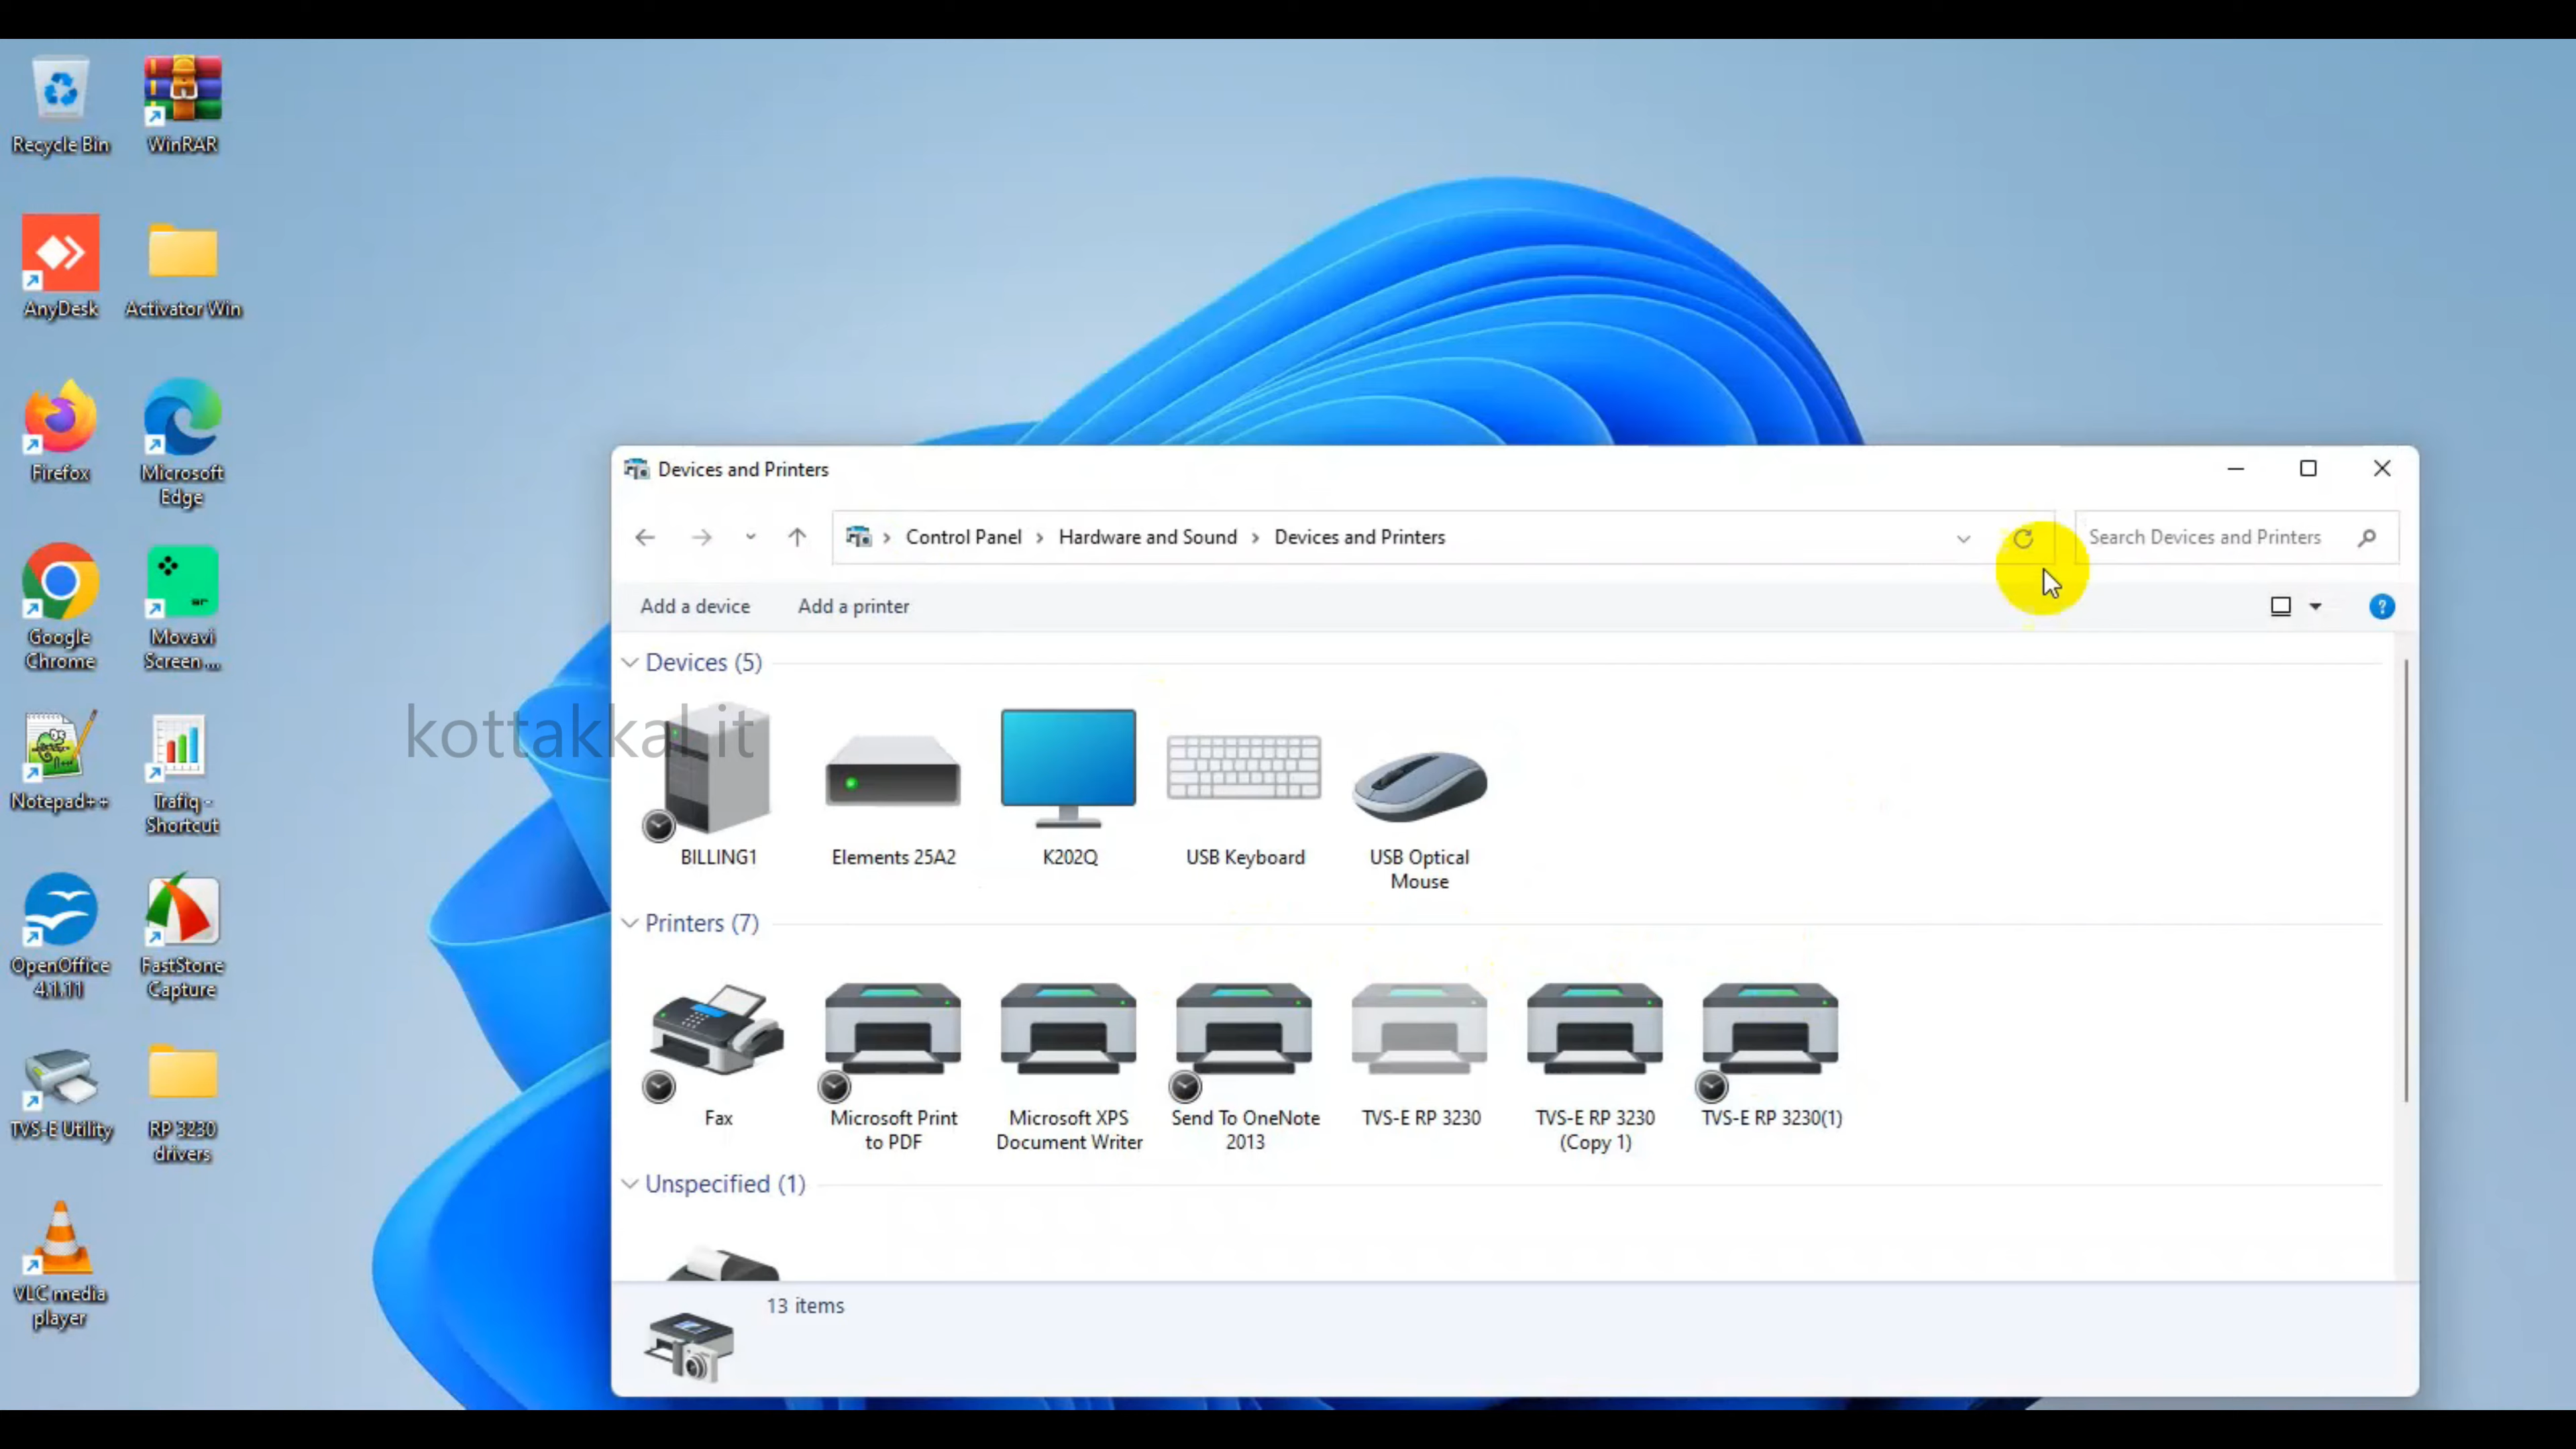 Recycle Bin
WinRAR
AnyDesk
Activator Win
Firefox
Microsoft
Edge
Google
Chrome
Movavi
Screen ...
Notepad++
Trafiq -
Shortcut
OpenOffice
4.1.11
FastStone
Capture
TVS-E Utility
RP 3230
drivers
VLC media
player
kottakkal.it
Devices and Printers
Control Panel > Hardware and Sound > Devices and Printers
Search Devices and Printers
Add a device
Add a printer
Devices (5)
BILLING1
Elements 25A2
K202Q
USB Keyboard
USB Optical
Mouse
Printers (7)
Fax
Microsoft Print
to PDF
Microsoft XPS
Document Writer
Send To OneNote
2013
TVS-E RP 3230
TVS-E RP 3230
(Copy 1)
TVS-E RP 3230(1)
Unspecified (1)
13 items